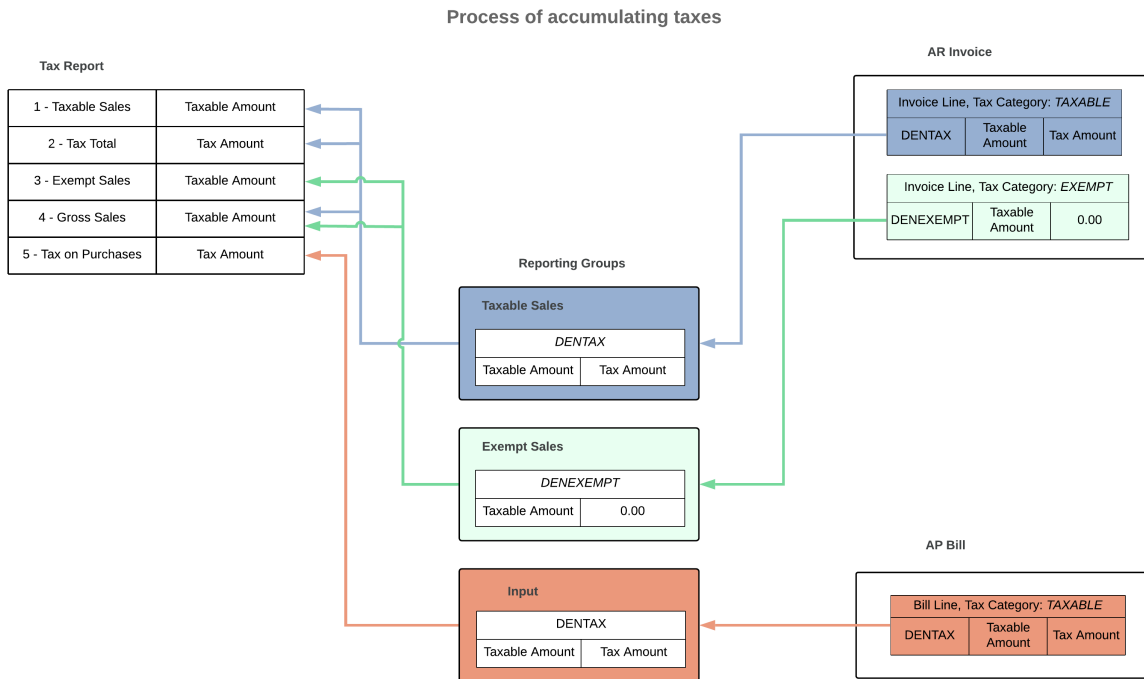 Process of accumulating taxes
Tax Report
1 - Taxable Sales Taxable Amount
2 - Tax Total Tax Amount
3 - Exempt Sales Taxable Amount
4 - Gross Sales Taxable Amount
5 - Tax on Purchases Tax Amount
Reporting Groups
Taxable Sales
DENTAX
Taxable Amount Tax Amount
Exempt Sales
DENEXEMPT
Taxable Amount 0.00
Input
DENTAX
Taxable Amount Tax Amount
AR Invoice
Invoice Line, Tax Category: TAXABLE
DENTAX Taxable Amount Tax Amount
Invoice Line, Tax Category: EXEMPT
DENEXEMPT Taxable Amount 0.00
AP Bill
Bill Line, Tax Category: TAXABLE
DENTAX Taxable Amount Tax Amount